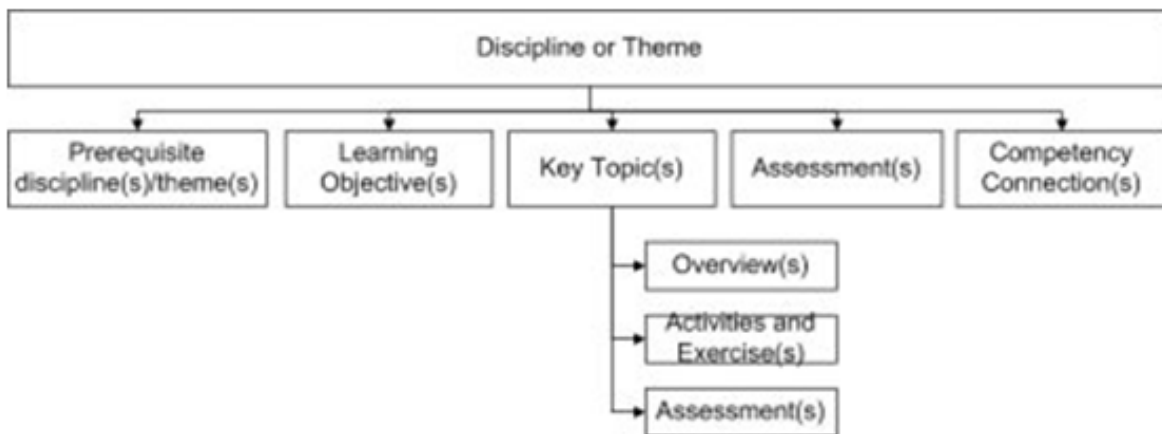 Discipline or Theme
Prerequisite
discipline(s)/theme(s)
Learning
Objective(s)
Key Topic(s)
Assessment(s)
Competency
Connection(s)
Overview(s)
Activities and
Exercise(s)
Assessment(s)